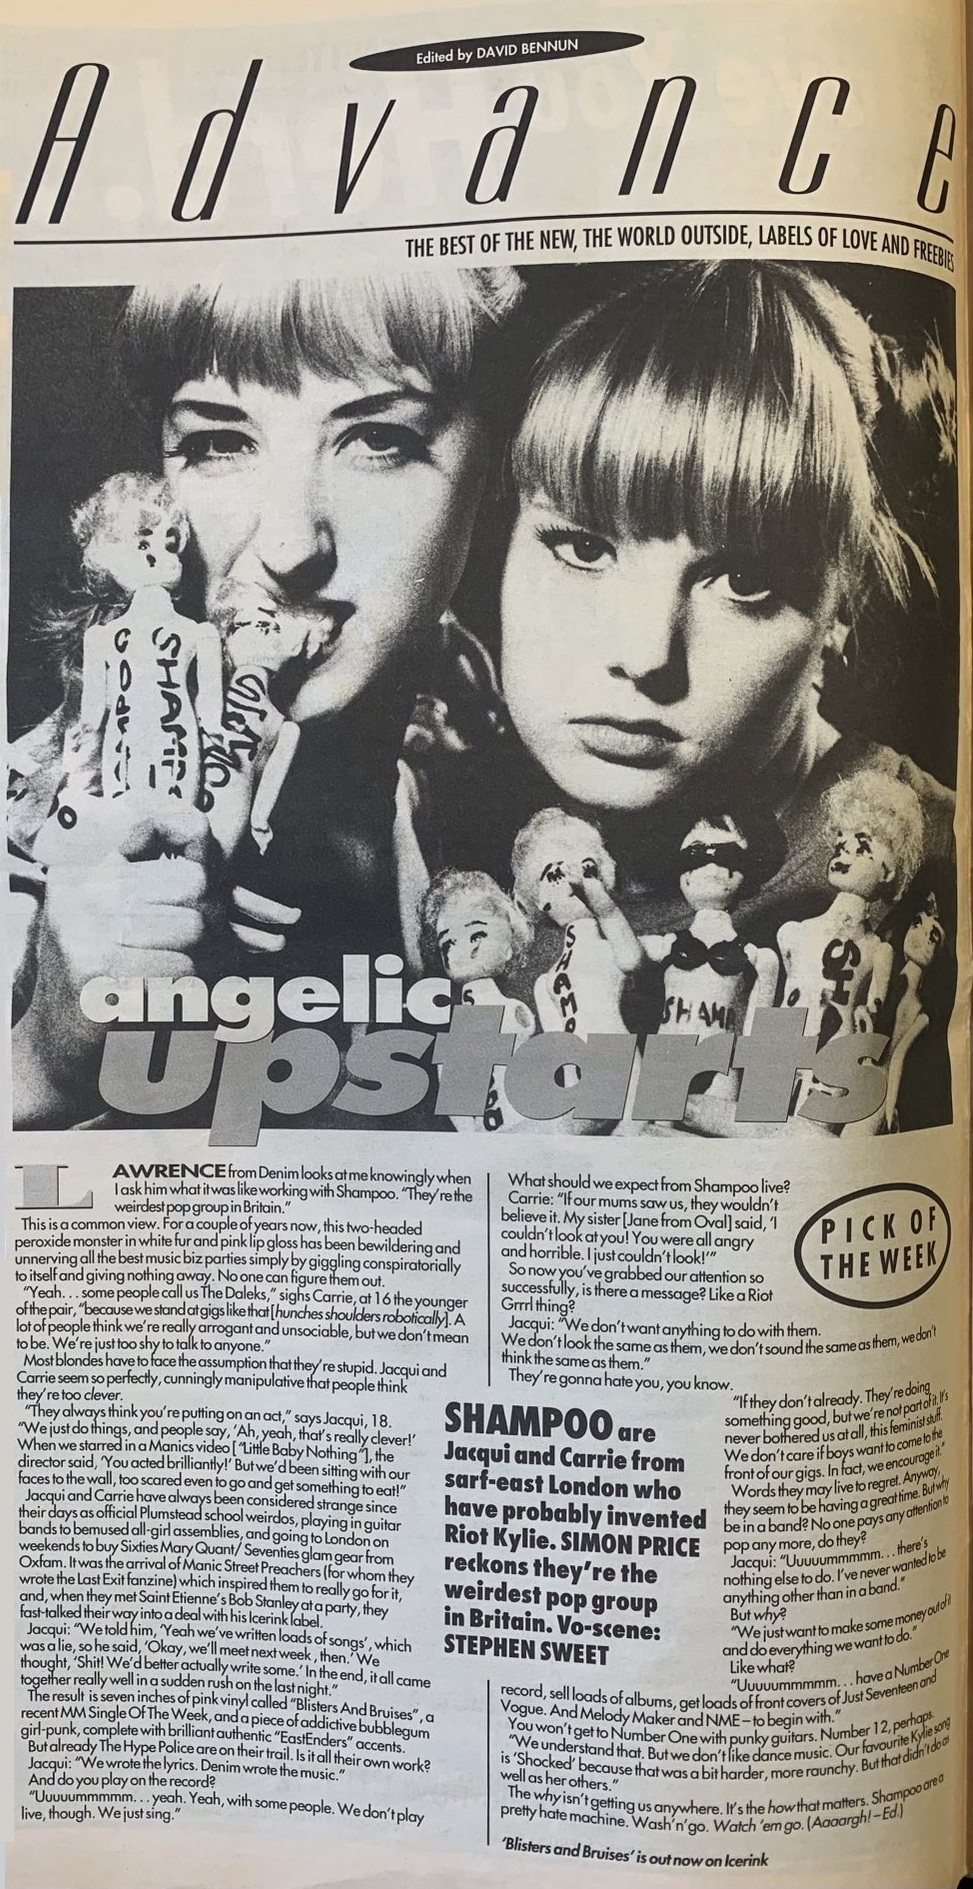 Edited by DAVID BENNUN
Advance
THE BEST OF THE NEW, THE WORLD OUTSIDE, LABELS OF LOVE AND FREEBIES
SHAMPOO
SHAMP
SH
angelic
upstarts
LAWRENCE from Denim looks at me knowingly when
I ask him what it was like working with Shampoo. "They're the
weirdest pop group in Britain."
This is a common view. For a couple of years now, this two-headed
peroxide monster in white fur and pink lip gloss has been bewildering and
unnerving all the best music biz parties simply by giggling conspiratorially
to itself and giving nothing away. No one can figure them out.
"Yeah... some people call us The Daleks," sighs Carrie, at 16 the younger
of the pair, "because we stand at gigs like that [hunches shoulders robotically]. A
lot of people think we're really arrogant and unsociable, but we don't mean
to be. We're just too shy to talk to anyone."
Most blondes have to face the assumption that they're stupid. Jacqui and
Carrie seem so perfectly, cunningly manipulative that people think
they're too clever.
"They always think you're putting on an act," says Jacqui, 18.
"We just do things, and people say, 'Ah, yeah, that's really clever!'
When we starred in a Manics video ["Little Baby Nothing"], the
director said, 'You acted brilliantly!' But we'd been sitting with our
faces to the wall, too scared even to go and get something to eat!"
Jacqui and Carrie have always been considered strange since
their days as official Plumstead school weirdos, playing in guitar
bands to bemused all-girl assemblies, and going to London on
weekends to buy Sixties Mary Quant/ Seventies glam gear from
Oxfam. It was the arrival of Manic Street Preachers (for whom they
wrote the Last Exit fanzine) which inspired them to really go for it,
and, when they met Saint Etienne's Bob Stanley at a party, they
fast-talked their way into a deal with his Icerink label.
Jacqui: "We told him, 'Yeah we've written loads of songs', which
was a lie, so he said, 'Okay, we'll meet next week, then.' We
thought, 'Shit! We'd better actually write some.' In the end, it all came
together really well in a sudden rush on the last night."
The result is seven inches of pink vinyl called "Blisters And Bruises", a
recent MM Single Of The Week, and a piece of addictive bubblegum
girl-punk, complete with brilliant authentic "EastEnders" accents.
But already The Hype Police are on their trail. Is it all their own work?
Jacqui: "We wrote the lyrics. Denim wrote the music."
And do you play on the record?
"Uuuuummmmm... yeah. Yeah, with some people. We don't play
live, though. We just sing."
What should we expect from Shampoo live?
Carrie: "If our mums saw us, they wouldn't
believe it. My sister [Jane from Oval] said, 'I
couldn't look at you! You were all angry
and horrible. I just couldn't look!'"
So now you've grabbed our attention so
successfully, is there a message? Like a Riot
Grrrl thing?
Jacqui: "We don't want anything to do with them.
We don't look the same as them, we don't sound the same as them, we don't
think the same as them."
They're gonna hate you, you know.
PICK OF
THE WEEK
SHAMPOO are
Jacqui and Carrie from
sarf-east London who
have probably invented
Riot Kylie. SIMON PRICE
reckons they're the
weirdest pop group
in Britain. Vo-scene:
STEPHEN SWEET
"If they don't already. They're doing
something good, but we're not part of it. It's
never bothered us at all, this feminist stuff.
We don't care if boys want to come to the
front of our gigs. In fact, we encourage it."
Words they may live to regret. Anyway,
they seem to be having a great time. But why
be in a band? No one pays any attention to
pop any more, do they?
Jacqui: "Uuuuummmmm... there's
nothing else to do. I've never wanted to be
anything other than in a band."
But why?
"We just want to make some money out of it
and do everything we want to do."
Like what?
"Uuuuummmmm... have a Number One
record, sell loads of albums, get loads of front covers of Just Seventeen and
Vogue. And Melody Maker and NME – to begin with."
You won't get to Number One with punky guitars. Number 12, perhaps.
"We understand that. But we don't like dance music. Our favourite Kylie song
is 'Shocked' because that was a bit harder, more raunchy. But that didn't do as
well as her others."
The why isn't getting us anywhere. It's the how that matters. Shampoo are a
pretty hate machine. Wash'n'go. Watch 'em go. (Aaaargh! – Ed.)
'Blisters and Bruises' is out now on Icerink